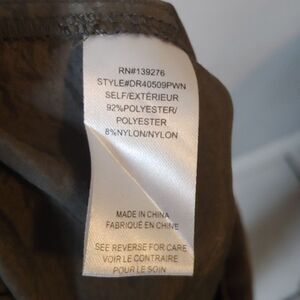 RN#139276
STYLE#DR40509PWN
SELF/EXTÉRIEUR
92%POLYESTER/
POLYESTER
8%NYLON/NYLON
MADE IN CHINA
FABRIQUÉ EN CHINE
SEE REVERSE FOR CARE
VOIR LE CONTRAIRE
POUR LE SOIN